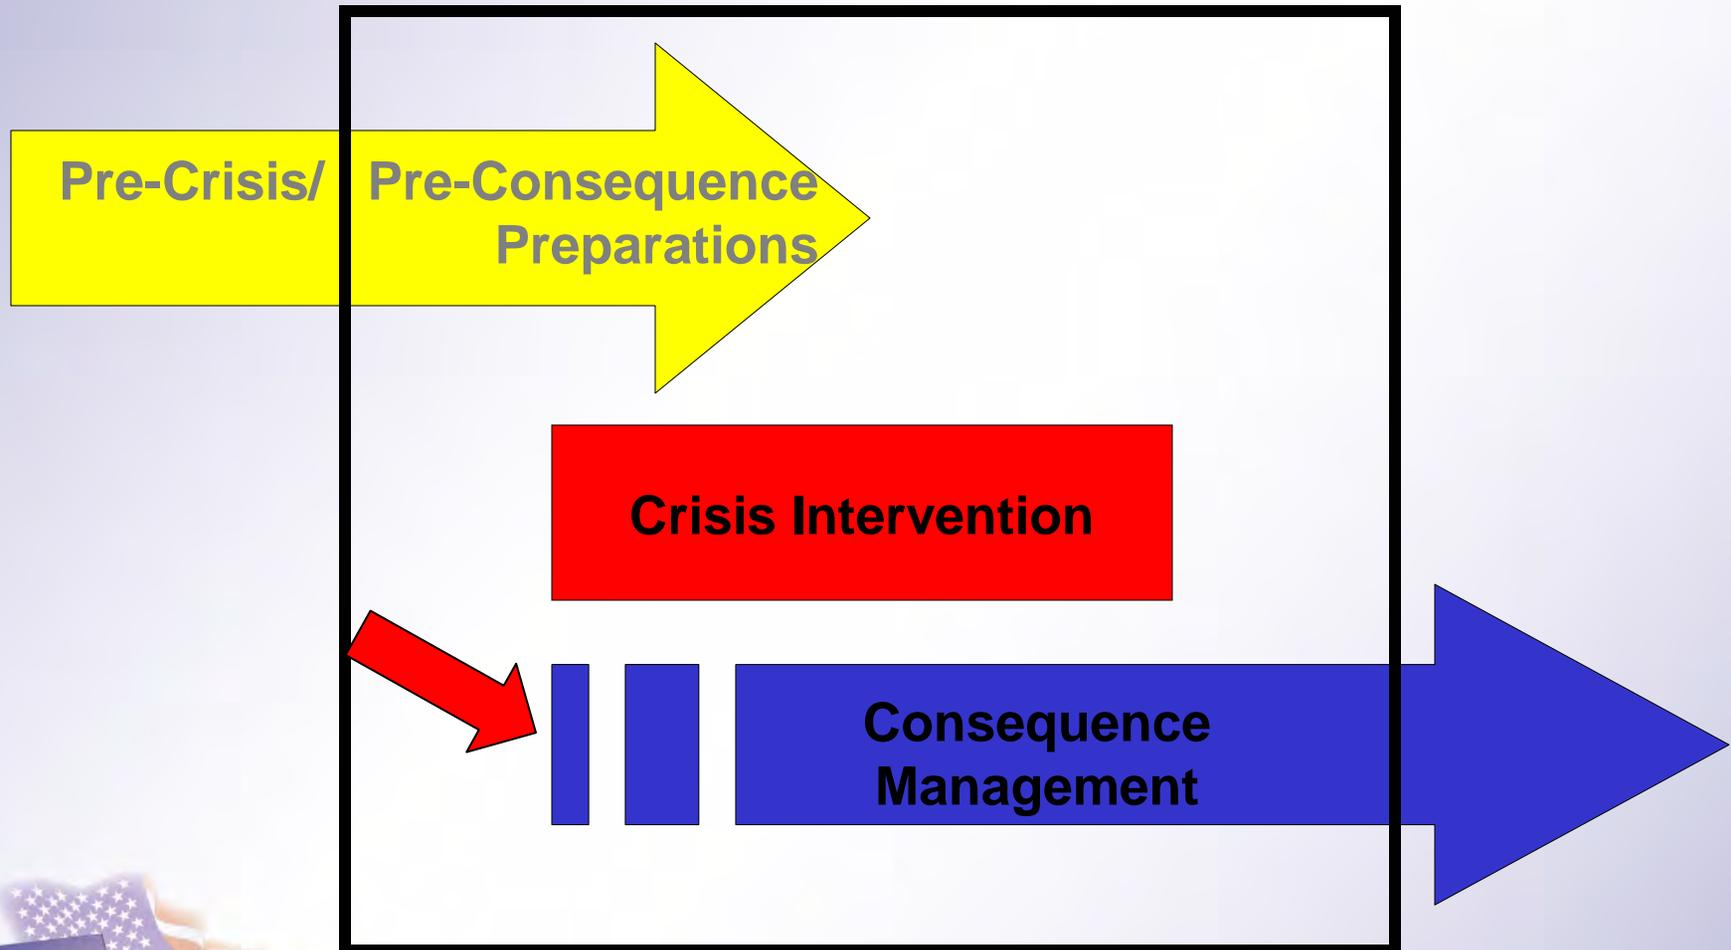 Pre-Crisis/ Pre-Consequence
Preparations
Crisis Intervention
Consequence
Management